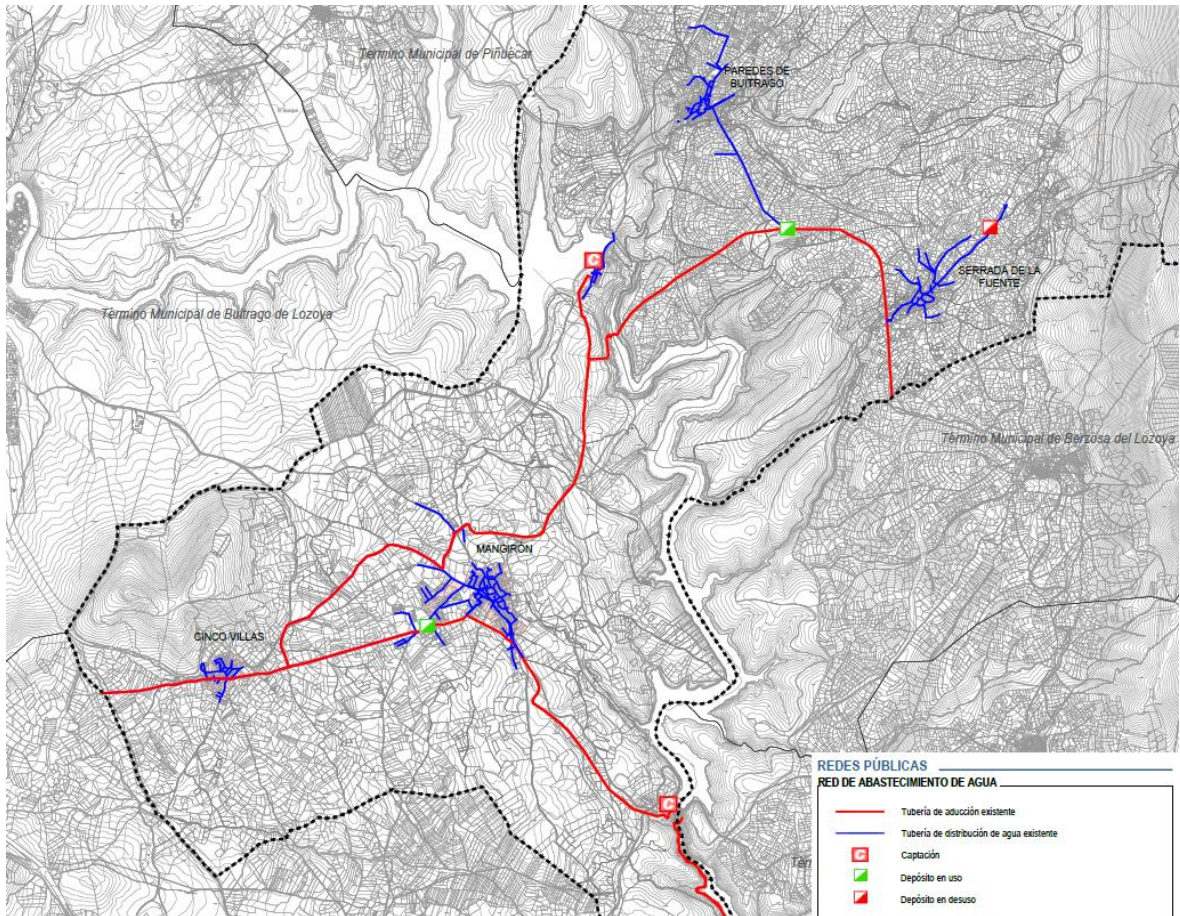 Término Municipal de Piñuécar
PAREDES DE
BUITRAGO
C
SERRADA DE LA
FUENTE
Término Municipal de Buitrago de Lozoya
Término Municipal de Berzosa del Lozoya
MANGIRÓN
CINCO VILLAS
C
REDES PÚBLICAS
RED DE ABASTECIMIENTO DE AGUA
Tubería de aducción existente
Tubería de distribución de agua existente
C
Captación
Depósito en uso
Depósito en desuso